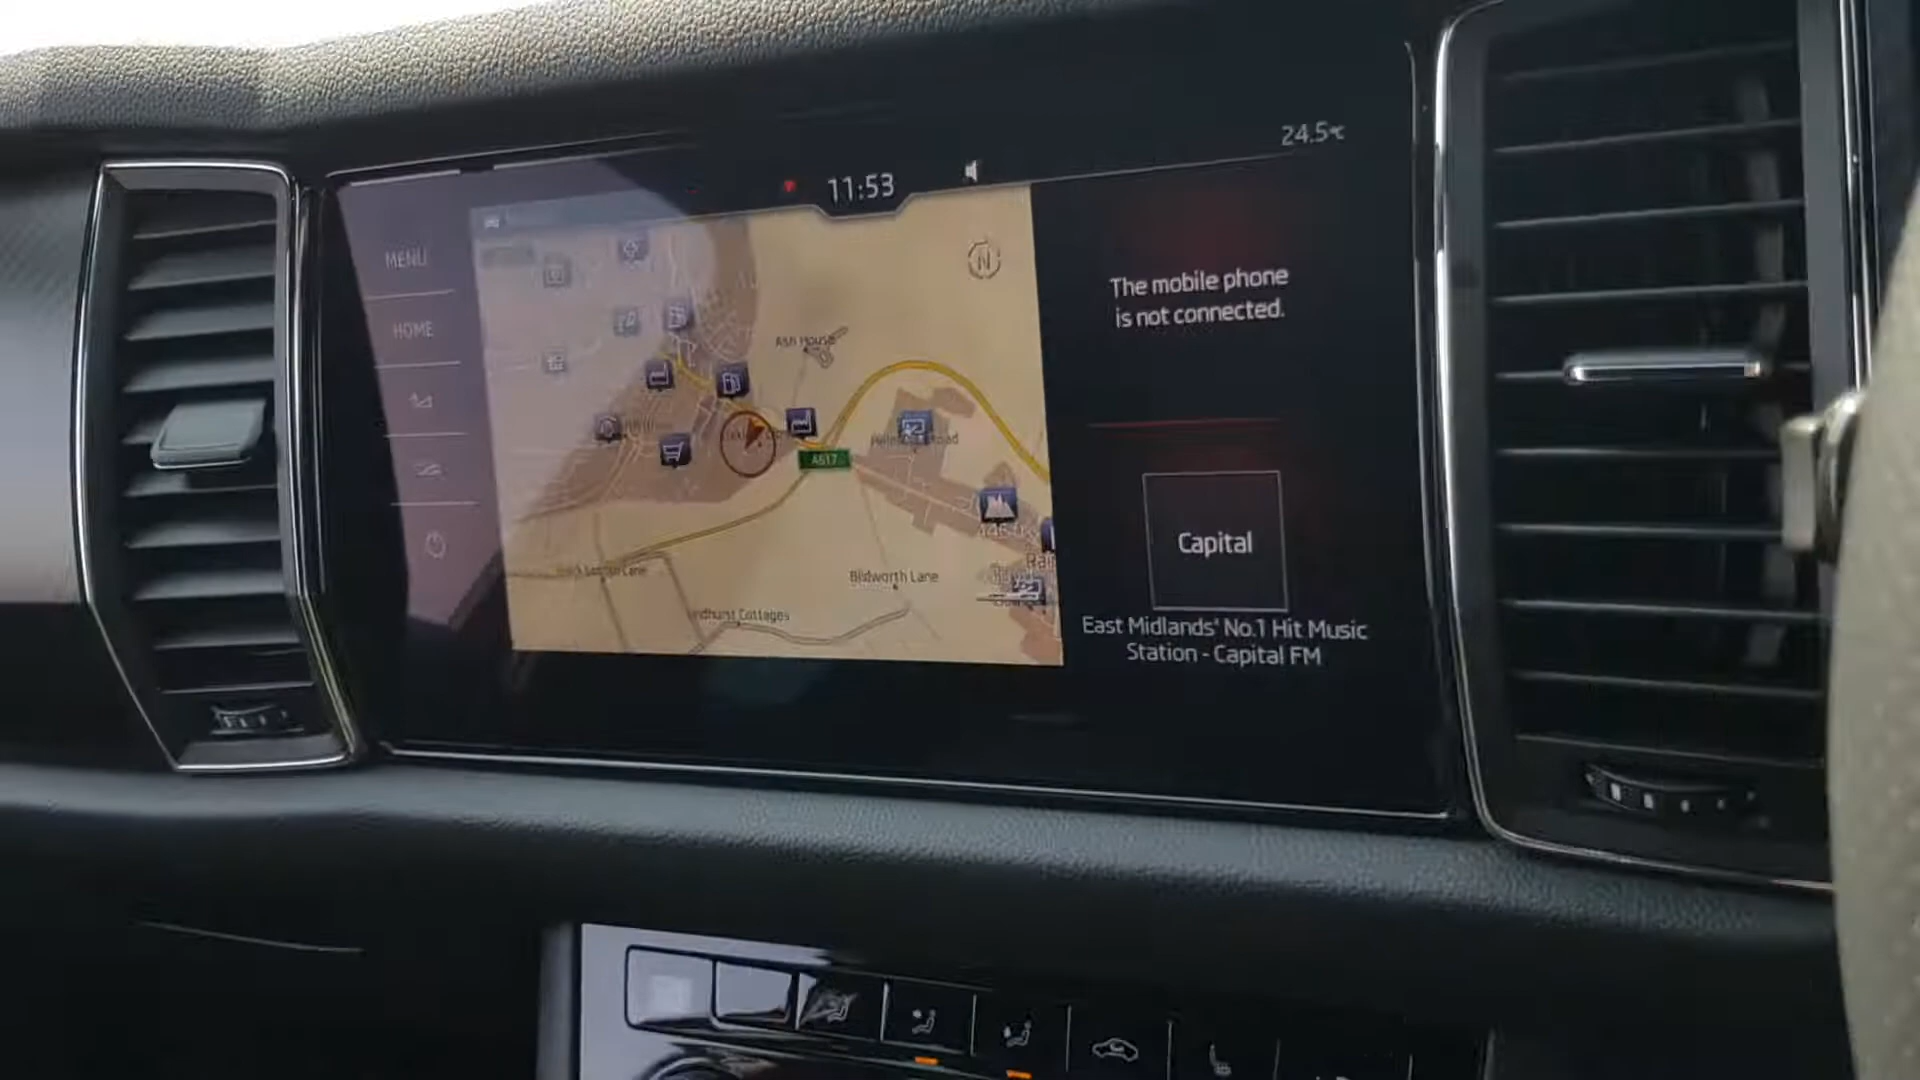 24.5°C
11:53
MENU
HOME
N
The mobile phone
is not connected.
Ash House
A617
Blidworth Lane
Cottages
Capital
East Midlands' No.1 Hit Music
Station - Capital FM